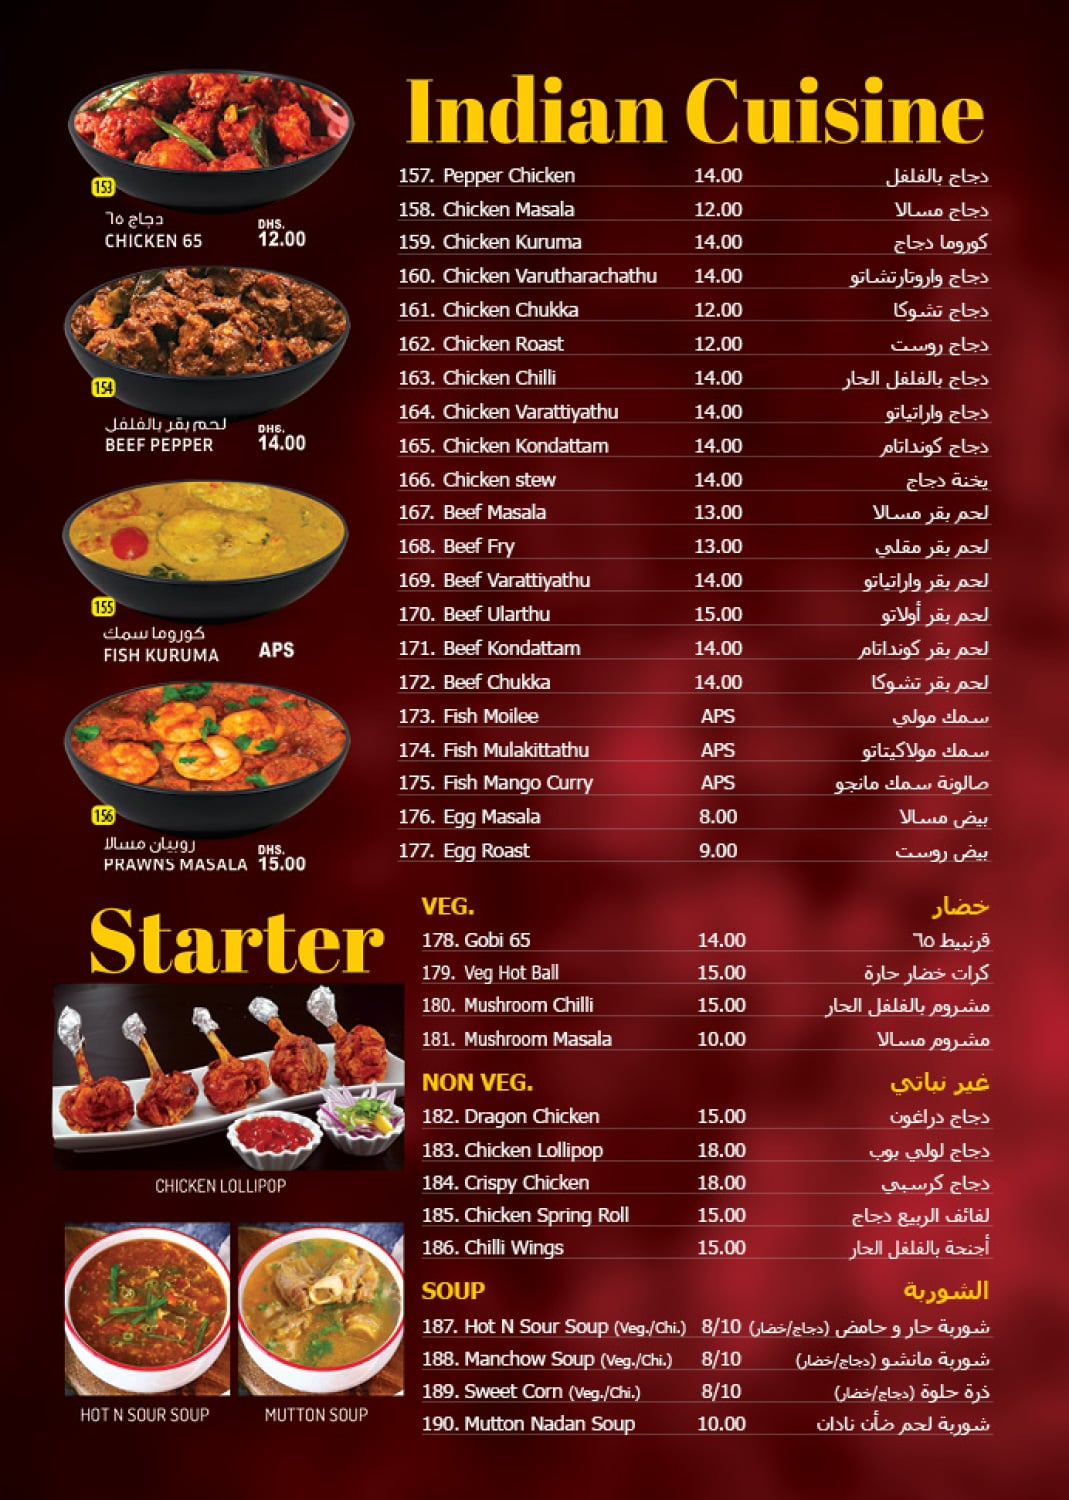 Indian Cuisine
153
دجاج ٦٥
CHICKEN 65
DHS.
12.00
154
لحم بقر بالفلفل
BEEF PEPPER
DHS.
14.00
155
كوروما سمك
FISH KURUMA
APS
156
روبيان مسالا
PRAWNS MASALA
DHS.
15.00
157. Pepper Chicken 14.00 دجاج بالفلفل
158. Chicken Masala 12.00 دجاج مسالا
159. Chicken Kuruma 14.00 كوروما دجاج
160. Chicken Varutharachathu 14.00 دجاج واروتارتشاتو
161. Chicken Chukka 12.00 دجاج تشوكا
162. Chicken Roast 12.00 دجاج روست
163. Chicken Chilli 14.00 دجاج بالفلفل الحار
164. Chicken Varattiyathu 14.00 دجاج واراتياتو
165. Chicken Kondattam 14.00 دجاج كونداتام
166. Chicken stew 14.00 يخنة دجاج
167. Beef Masala 13.00 لحم بقر مسالا
168. Beef Fry 13.00 لحم بقر مقلي
169. Beef Varattiyathu 14.00 لحم بقر واراتياتو
170. Beef Ularthu 15.00 لحم بقر أولاتو
171. Beef Kondattam 14.00 لحم بقر كونداتام
172. Beef Chukka 14.00 لحم بقر تشوكا
173. Fish Moilee APS سمك مولي
174. Fish Mulakittathu APS سمك مولاكيتاتو
175. Fish Mango Curry APS صالونة سمك مانجو
176. Egg Masala 8.00 بيض مسالا
177. Egg Roast 9.00 بيض روست
Starter
VEG. خضار
178. Gobi 65 14.00 قرنبيط ٦٥
179. Veg Hot Ball 15.00 كرات خضار حارة
180. Mushroom Chilli 15.00 مشروم بالفلفل الحار
181. Mushroom Masala 10.00 مشروم مسالا
NON VEG. غير نباتي
182. Dragon Chicken 15.00 دجاج دراغون
183. Chicken Lollipop 18.00 دجاج لولي بوب
184. Crispy Chicken 18.00 دجاج كرسبي
185. Chicken Spring Roll 15.00 لفائف الربيع دجاج
186. Chilli Wings 15.00 أجنحة بالفلفل الحار
SOUP الشوربة
187. Hot N Sour Soup (Veg./Chi.) 8/10 شوربة حار و حامض (دجاج/خضار)
188. Manchow Soup (Veg./Chi.) 8/10 شوربة مانشو (دجاج/خضار)
189. Sweet Corn (Veg./Chi.) 8/10 ذرة حلوة (دجاج/خضار)
190. Mutton Nadan Soup 10.00 شوربة لحم ضأن نادان
CHICKEN LOLLIPOP
HOT N SOUR SOUP
MUTTON SOUP